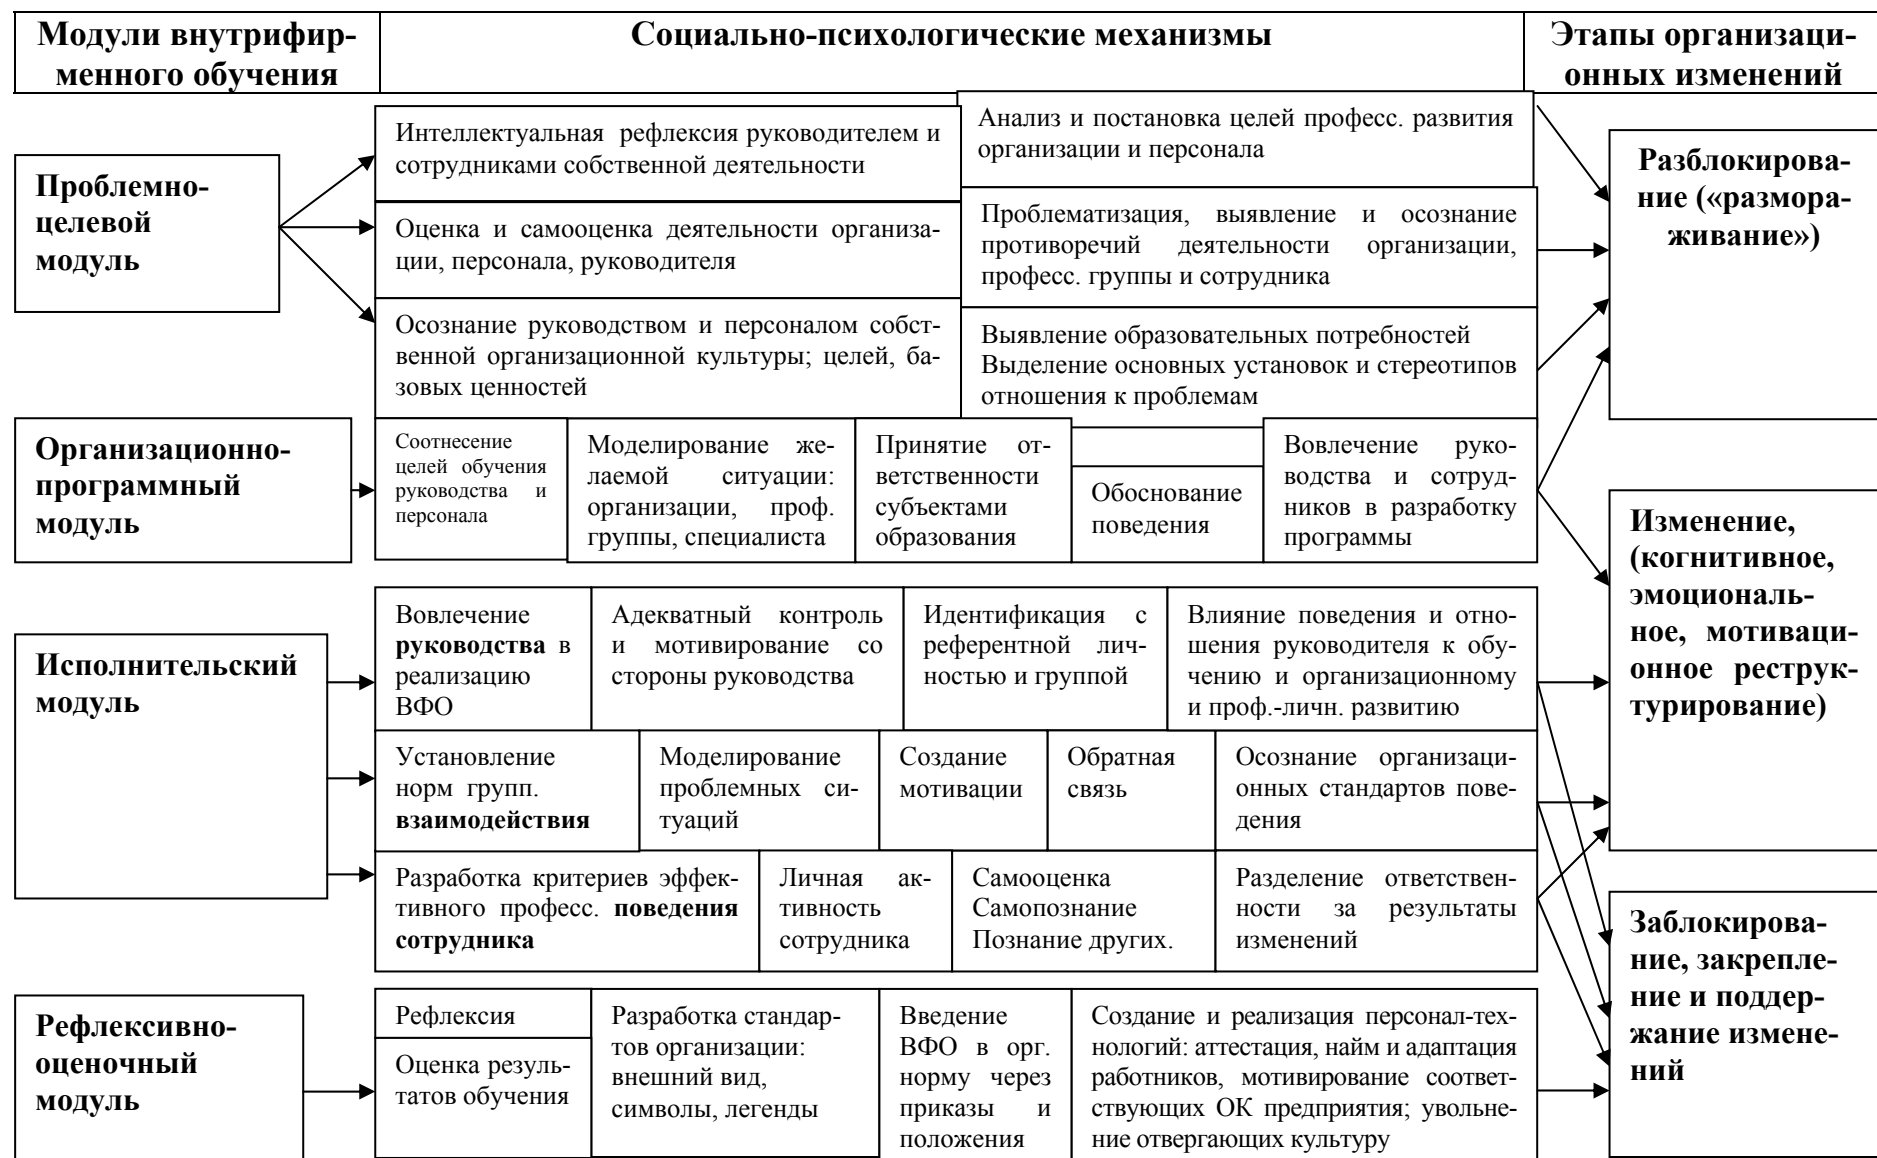 Модули внутрифир-
менного обучения
Социально-психологические механизмы
Этапы организаци-
онных изменений
Проблемно-
целевой
модуль
Интеллектуальная рефлексия руководителем и
сотрудниками собственной деятельности
Оценка и самооценка деятельности организа-
ции, персонала, руководителя
Осознание руководством и персоналом собст-
венной организационной культуры; целей, ба-
зовых ценностей
Анализ и постановка целей професс. развития
организации и персонала
Проблематизация, выявление и осознание
противоречий деятельности организации,
професс. группы и сотрудника
Выявление образовательных потребностей
Выделение основных установок и стереотипов
отношения к проблемам
Разблокирова-
ние («размора-
живание»)
Организационно-
программный
модуль
Соотнесение
целей обучения
руководства и
персонала
Моделирование же-
лаемой ситуации:
организации, проф.
группы, специалиста
Принятие от-
ветственности
субъектами
образования
Обоснование
поведения
Вовлечение руко-
водства и сотруд-
ников в разработку
программы
Изменение,
(когнитивное,
эмоциональ-
ное, мотиваци-
онное реструк-
турирование)
Исполнительский
модуль
Вовлечение
руководства в
реализацию
ВФО
Адекватный контроль
и мотивирование со
стороны руководства
Идентификация с
референтной лич-
ностью и группой
Влияние поведения и отно-
шения руководителя к обу-
чению и организационному
и проф.-личн. развитию
Установление
норм групп.
взаимодействия
Моделирование
проблемных си-
туаций
Создание
мотивации
Обратная
связь
Осознание организаци-
онных стандартов пове-
дения
Разработка критериев эффек-
тивного професс. поведения
сотрудника
Личная ак-
тивность
сотрудника
Самооценка
Самопознание
Познание других.
Разделение ответствен-
ности за результаты
изменений
Заблокирова-
ние, закрепле-
ние и поддер-
жание измене-
ний
Рефлексивно-
оценочный
модуль
Рефлексия
Оценка резуль-
татов обучения
Разработка стандар-
тов организации:
внешний вид,
символы, легенды
Введение
ВФО в орг.
норму через
приказы и
положения
Создание и реализация персонал-тех-
нологий: аттестация, найм и адаптация
работников, мотивирование соответ-
ствующих ОК предприятия; увольне-
ние отвергающих культуру